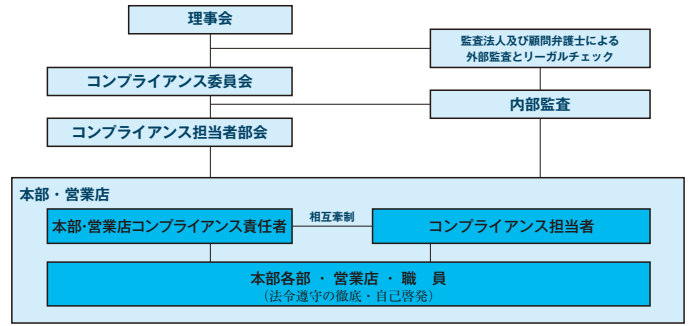 理事会
監査法人及び顧問弁護士による
外部監査とリーガルチェック
コンプライアンス委員会
内部監査
コンプライアンス担当者部会
本部・営業店
本部・営業店コンプライアンス責任者
相互牽制
コンプライアンス担当者
本部各部 ・ 営業店 ・ 職　員
（法令遵守の徹底・自己啓発）